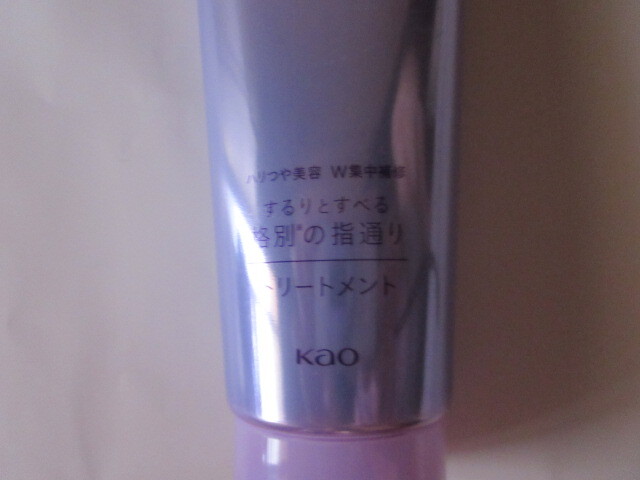 ハリつや美容 W集中補修
するりとすべる
格別*の指通り
トリートメント
Kao